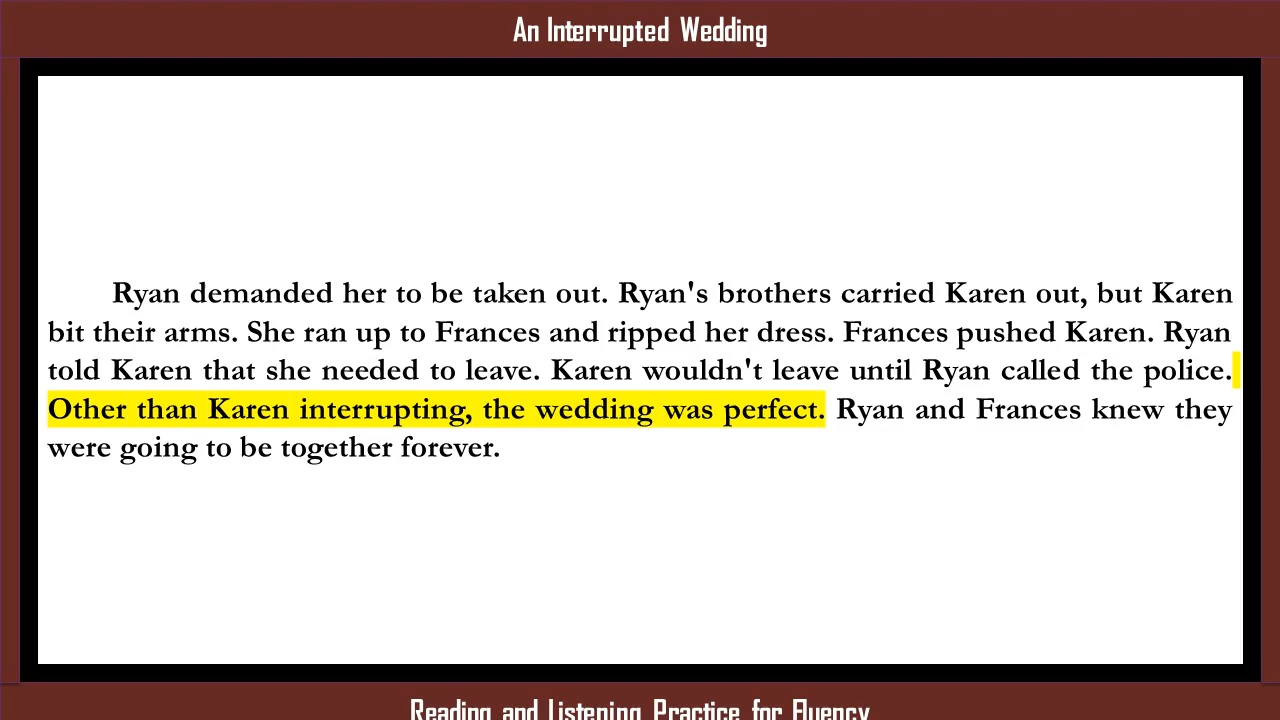 An Interrupted Wedding
Ryan demanded her to be taken out. Ryan's brothers carried Karen out, but Karen
bit their arms. She ran up to Frances and ripped her dress. Frances pushed Karen. Ryan
told Karen that she needed to leave. Karen wouldn't leave until Ryan called the police.
Other than Karen interrupting, the wedding was perfect. Ryan and Frances knew they
were going to be together forever.
Reading and Listening Practice for Fluency